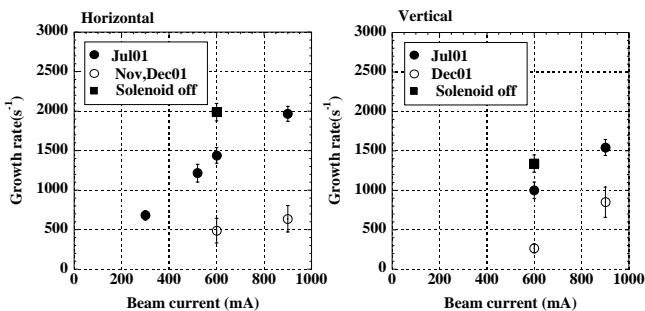 Horizontal
3000
2500
2000
1500
1000
500
0
Growth rate(s⁻¹)
Jul01
Nov,Dec01
Solenoid off
0 200 400 600 800 1000
Beam current (mA)
Vertical
3000
2500
2000
1500
1000
500
0
Growth rate(s⁻¹)
Jul01
Dec01
Solenoid off
0 200 400 600 800 1000
Beam current (mA)